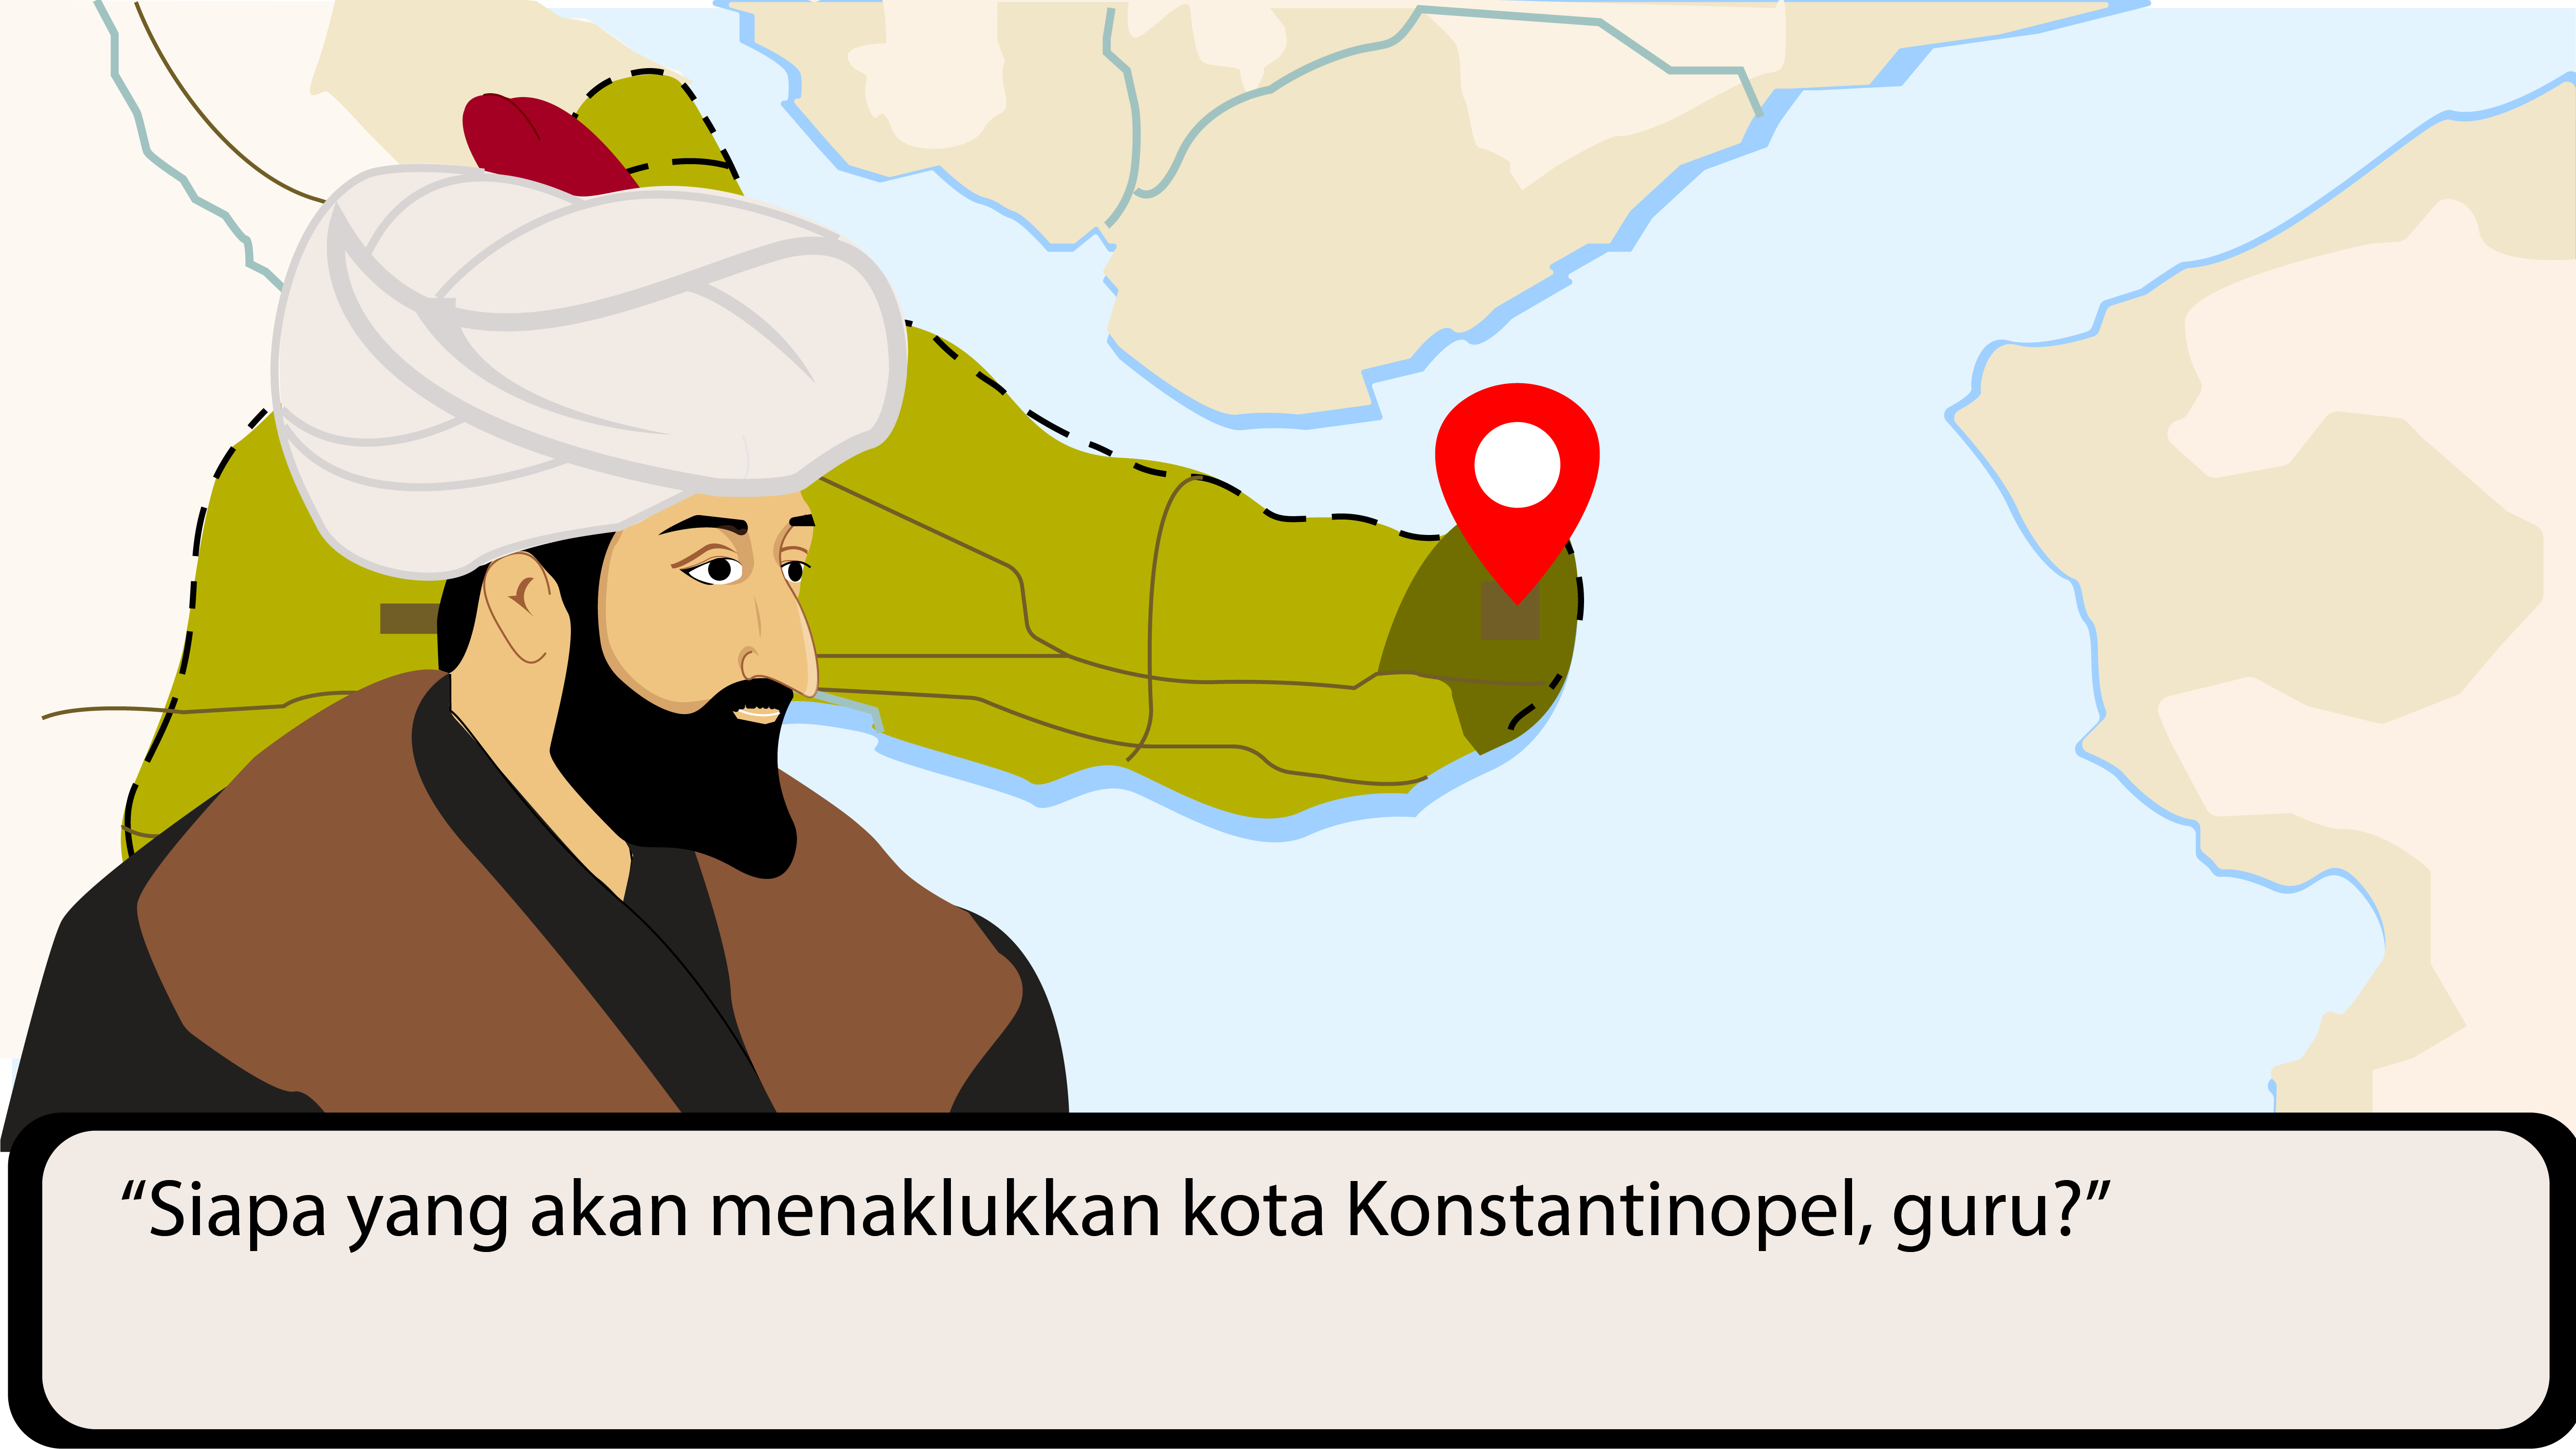 “Siapa yang akan menaklukkan kota Konstantinopel, guru?”